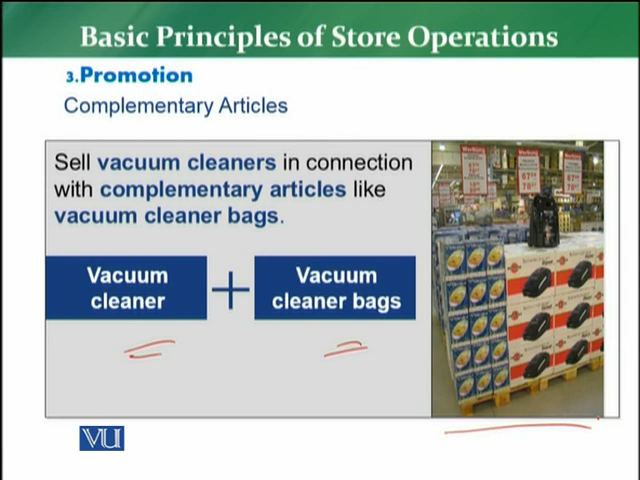 Basic Principles of Store Operations
3.Promotion
Complementary Articles
Sell vacuum cleaners in connection
with complementary articles like
vacuum cleaner bags.
Vacuum
cleaner
+
Vacuum
cleaner bags
VU